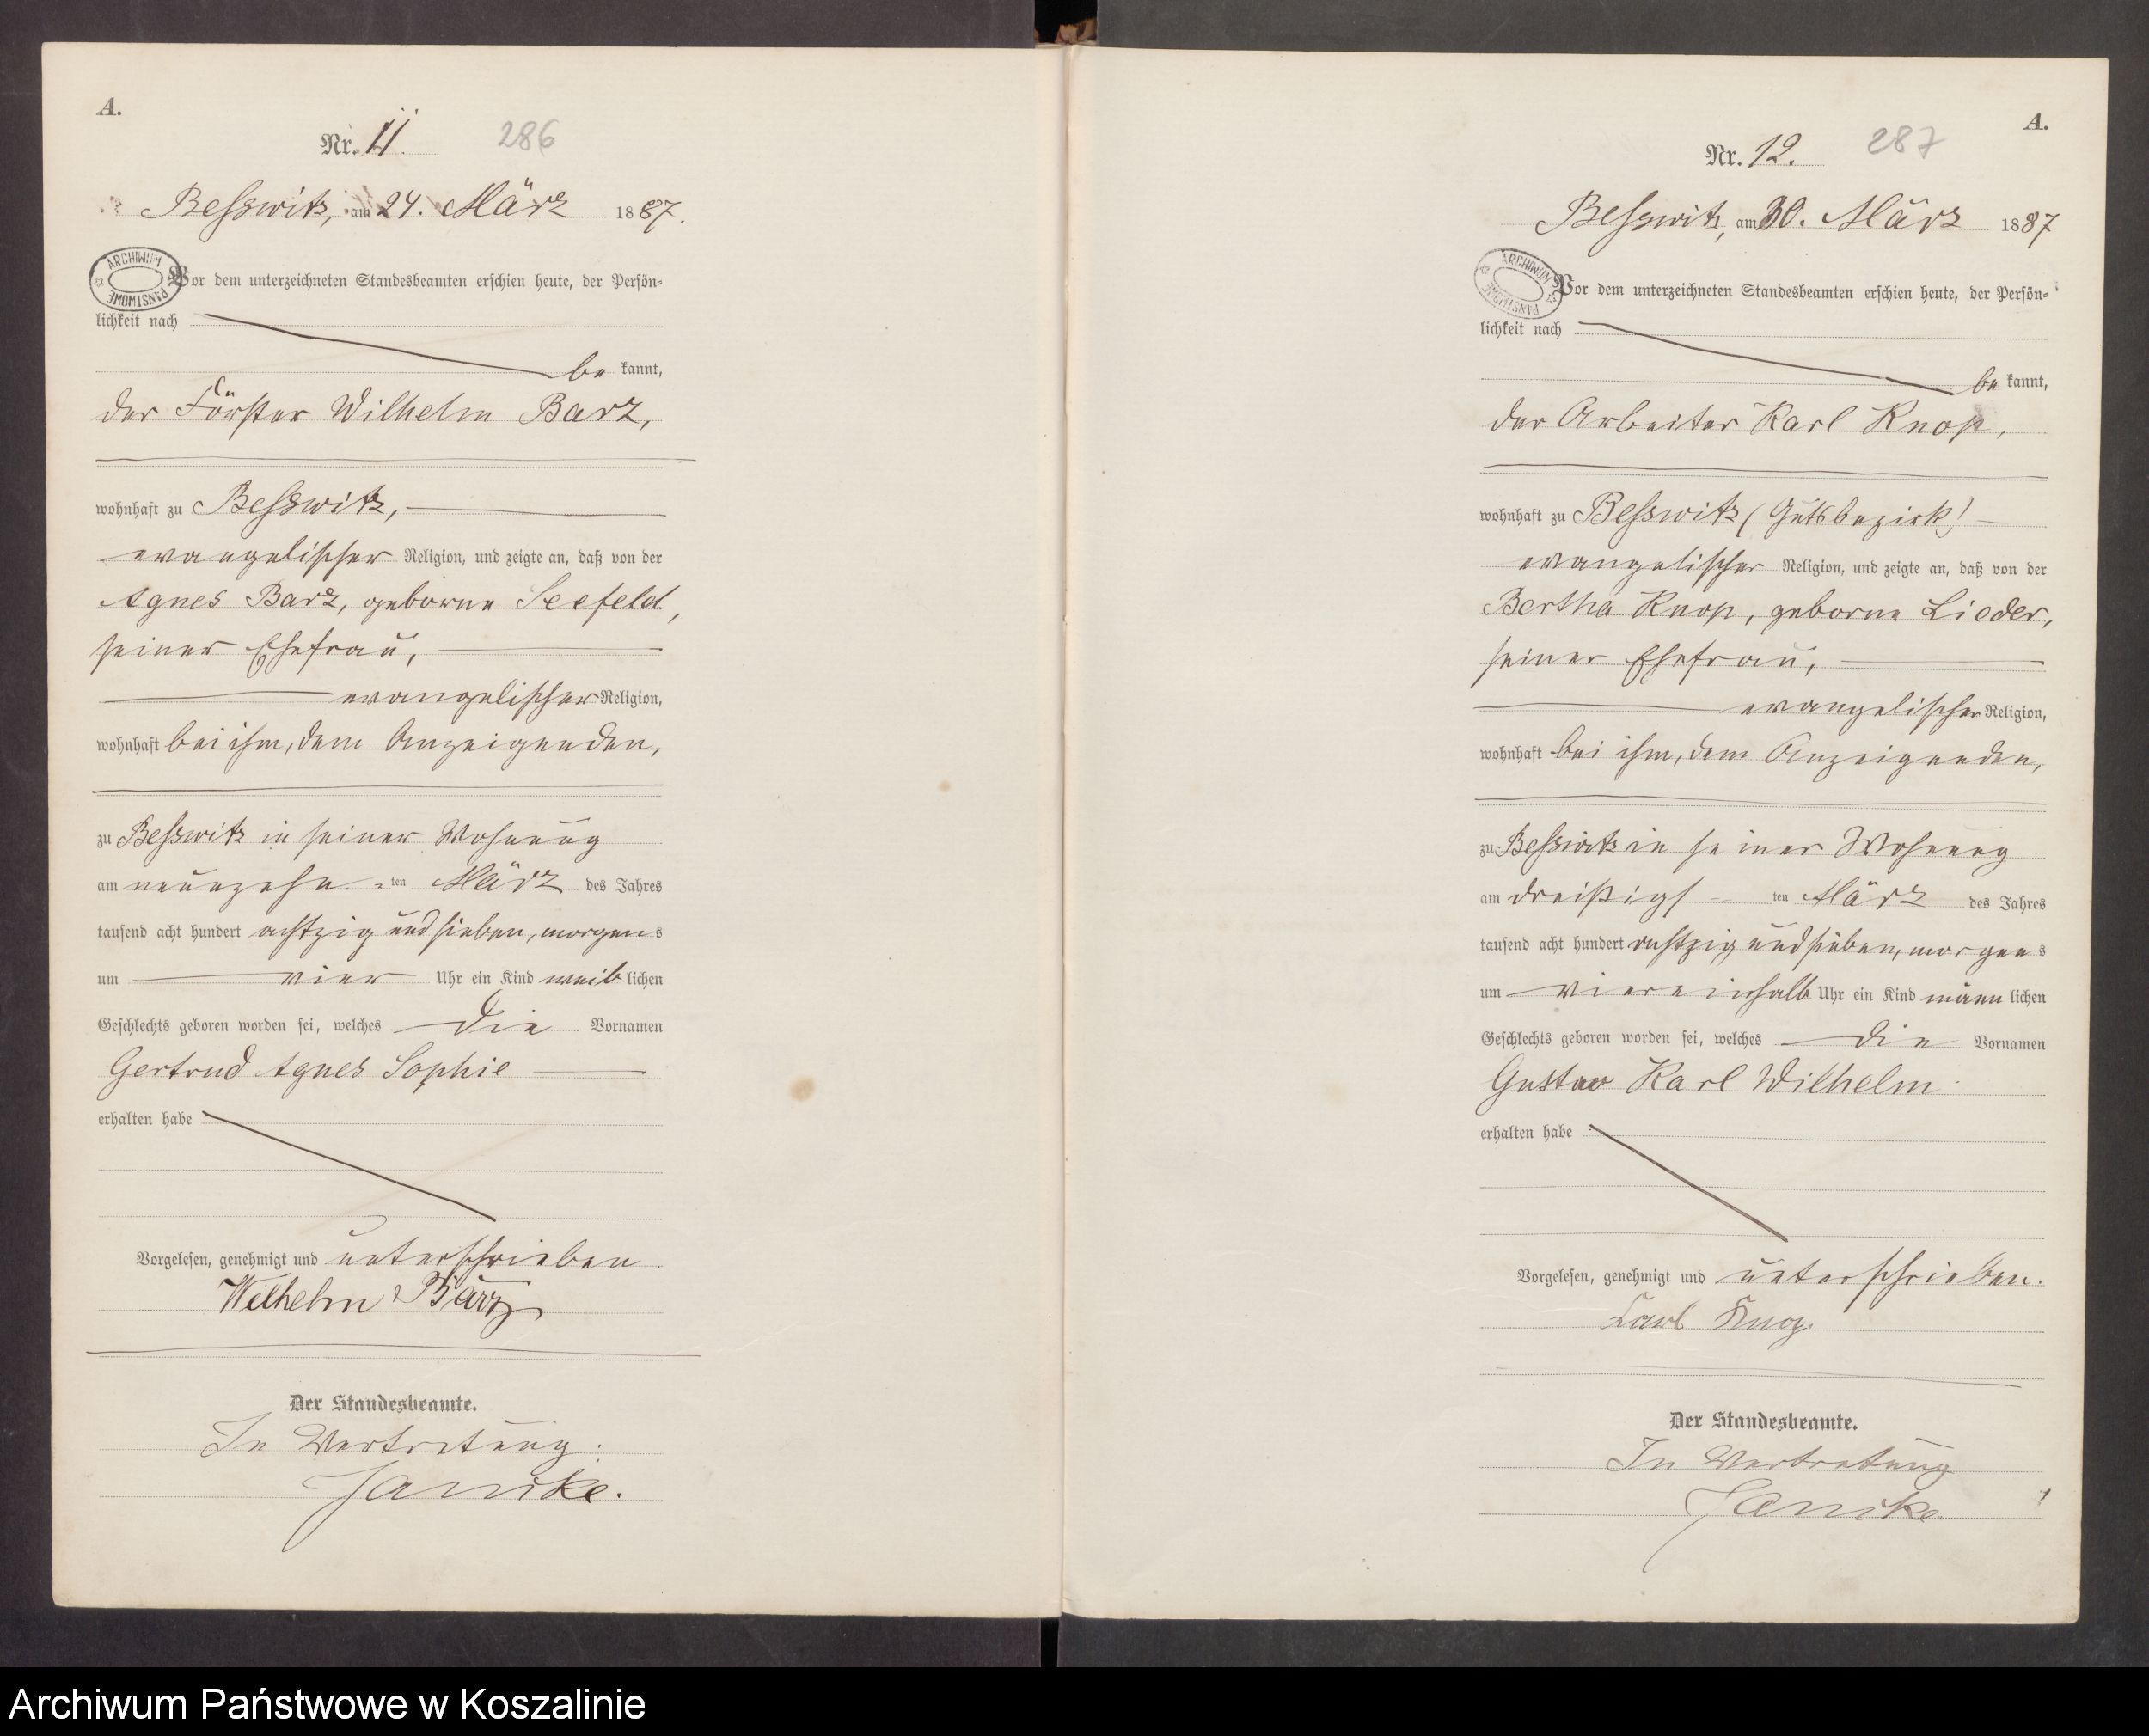 A.
Nr. 11. 286
Besswitz, am 24. März 1887.
ARCHIWUM PAŃSTWOWE
Vor dem unterzeichneten Standesbeamten erschien heute, der Persön-
lichkeit nach
be kannt,
der Förster Wilhelm Barz,
wohnhaft zu Besswitz,
evangelischer Religion, und zeigte an, daß von der
Agnes Barz, geborne Seefeld,
seiner Ehefrau,
evangelischer Religion,
wohnhaft bei ihm, dem Anzeigenden,
zu Besswitz in seiner Wohnung
am neunzehn ten März des Jahres
tausend acht hundert achtzig und sieben, morgens
um vier Uhr ein Kind weib lichen
Geschlechts geboren worden sei, welches die Vornamen
Gertrud Agnes Sophie
erhalten habe
Vorgelesen, genehmigt und unterschrieben.
Wilhelm Barz
Der Standesbeamte.
In Vertretung.
Janike.
A.
Nr. 12. 287
Besswitz, am 30. März 1887
ARCHIWUM PAŃSTWOWE
Vor dem unterzeichneten Standesbeamten erschien heute, der Persön-
lichkeit nach
be kannt,
der Arbeiter Karl Knop,
wohnhaft zu Besswitz (Gutsbezirk)
evangelischer Religion, und zeigte an, daß von der
Bertha Knop, geborne Lieder,
seiner Ehefrau,
evangelischer Religion,
wohnhaft bei ihm, dem Anzeigenden,
zu Besswitz in seiner Wohnung
am dreißigs ten März des Jahres
tausend acht hundert achtzig und sieben, morgens
um viereinhalb Uhr ein Kind männ lichen
Geschlechts geboren worden sei, welches die Vornamen
Gustav Karl Wilhelm
erhalten habe
Vorgelesen, genehmigt und unterschrieben.
Carl Knop.
Der Standesbeamte.
In Vertretung
Janike.
Archiwum Państwowe w Koszalinie